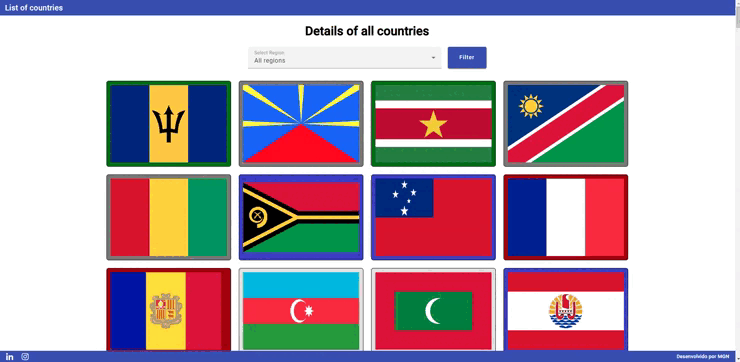 List of countries
Details of all countries
Select Region
All regions
Filter
Desenvolvido por MGN